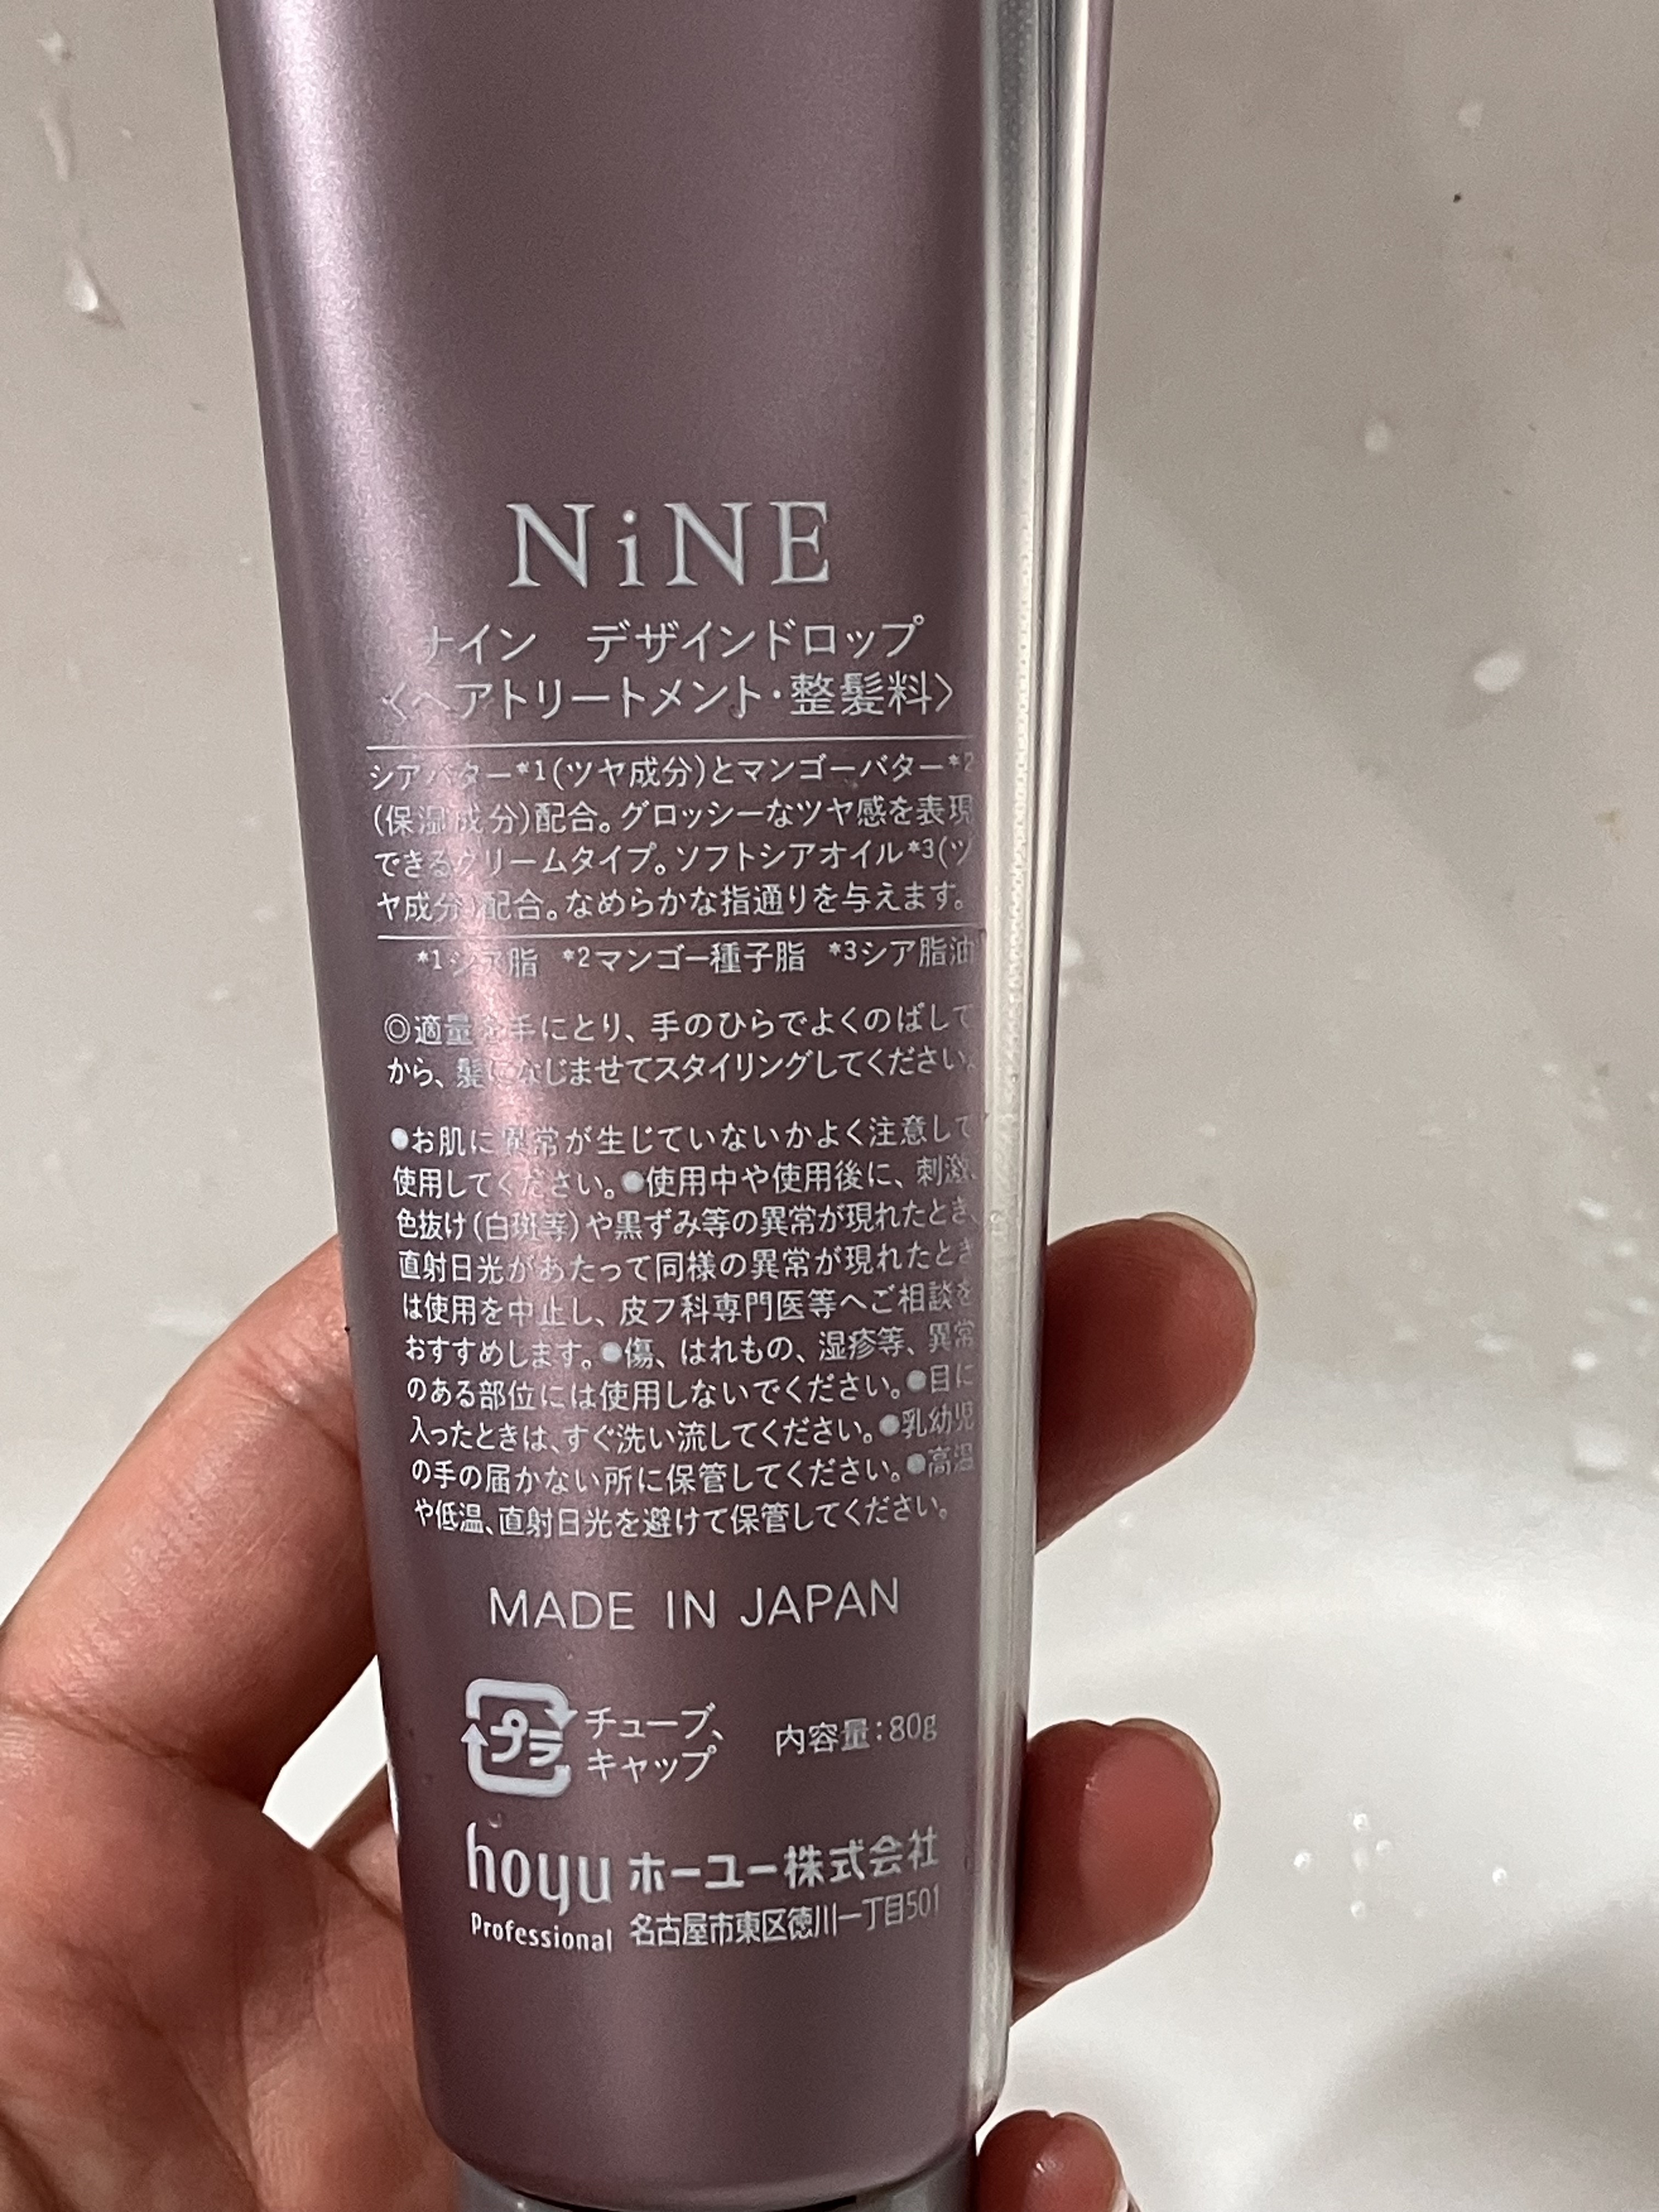 NiNE
ナイン デザインドロップ
〈ヘアトリートメント・整髪料〉
シアバター*1(ツヤ成分)とマンゴーバター*2
(保湿成分)配合。グロッシーなツヤ感を表現
できるクリームタイプ。ソフトシアオイル*3(ツ
ヤ成分)配合。なめらかな指通りを与えます。
*1シア脂 *2マンゴー種子脂 *3シア脂油
◎適量を手にとり、手のひらでよくのばして
から、髪になじませてスタイリングしてください。
●お肌に異常が生じていないかよく注意して
使用してください。●使用中や使用後に、刺激、
色抜け(白斑等)や黒ずみ等の異常が現れたとき、
直射日光があたって同様の異常が現れたとき
は使用を中止し、皮フ科専門医等へご相談を
おすすめします。●傷、はれもの、湿疹等、異常
のある部位には使用しないでください。●目に
入ったときは、すぐ洗い流してください。●乳幼児
の手の届かない所に保管してください。●高温
や低温、直射日光を避けて保管してください。
MADE IN JAPAN
プラ チューブ、
キャップ
内容量:80g
hoyu ホーユー株式会社
Professional 名古屋市東区徳川一丁目501